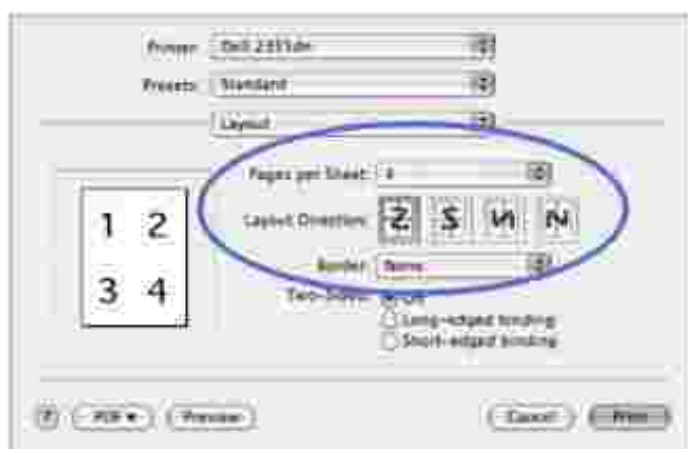 Printer: Dell 2355dn
Presets: Standard
Layout
Pages per Sheet: 4
Layout Direction:
Border: None
Two-Sided: Off
Long-edged binding
Short-edged binding
1 2
3 4
? PDF Preview Cancel Print